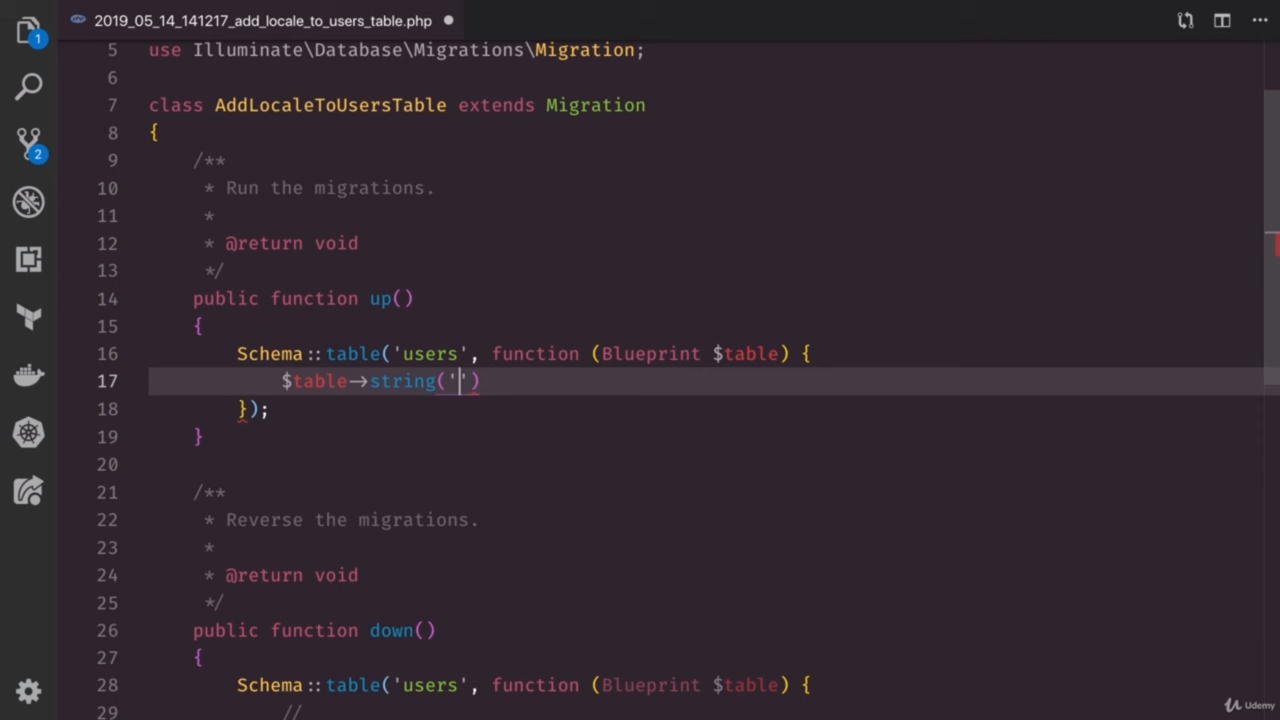 2019_05_14_141217_add_locale_to_users_table.php
1
2
5 use Illuminate\Database\Migrations\Migration;
6
7 class AddLocaleToUsersTable extends Migration
8 {
9 /**
10 * Run the migrations.
11 *
12 * @return void
13 */
14 public function up()
15 {
16 Schema::table('users', function (Blueprint $table) {
17 $table->string('')
18 });
19 }
20
21 /**
22 * Reverse the migrations.
23 *
24 * @return void
25 */
26 public function down()
27 {
28 Schema::table('users', function (Blueprint $table) {
29 //
Udemy